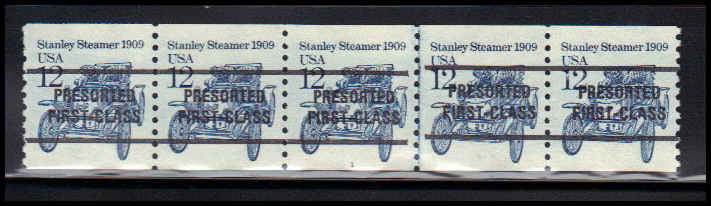 Stanley Steamer 1909 Stanley Steamer 1909 Stanley Steamer 1909 Stanley Steamer 1909 Stanley Steamer 1909
USA USA USA USA USA
12 12 12 12 12
PRESORTED PRESORTED PRESORTED PRESORTED PRESORTED
FIRST-CLASS FIRST-CLASS FIRST-CLASS FIRST-CLASS FIRST-CLASS
1